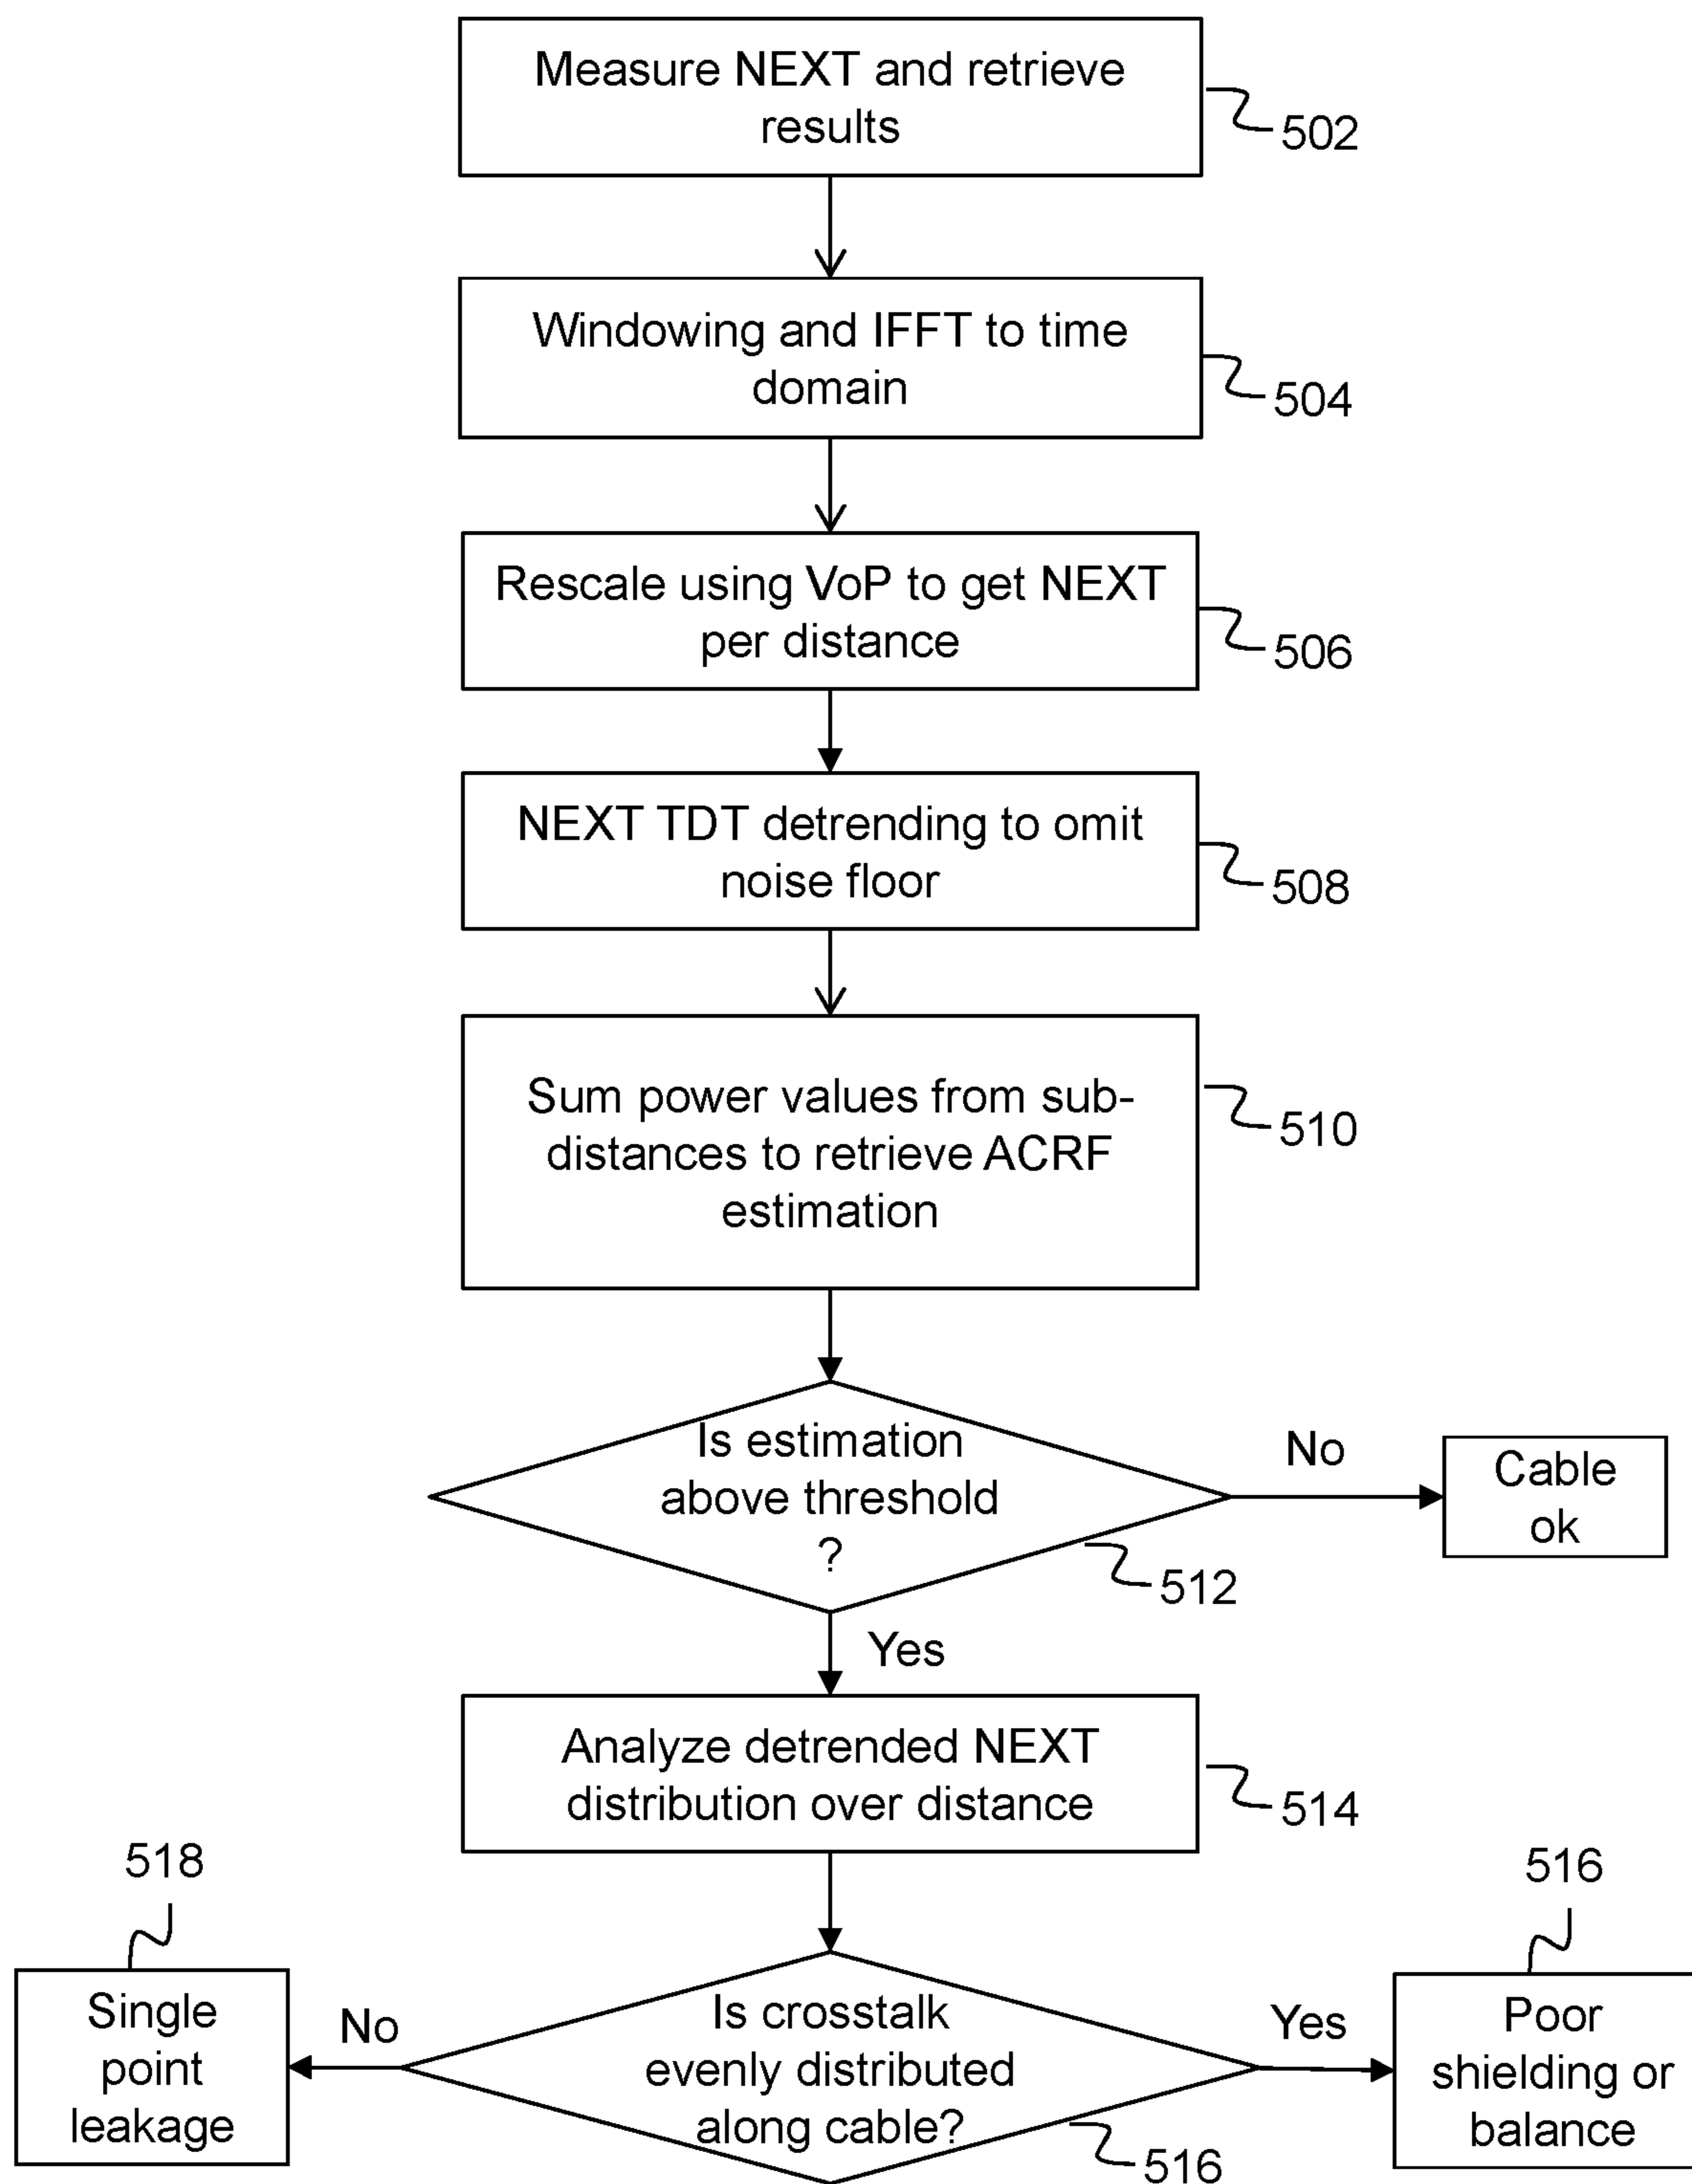 Measure NEXT and retrieve
results
502
Windowing and IFFT to time
domain
504
Rescale using VoP to get NEXT
per distance
506
NEXT TDT detrending to omit
noise floor
508
Sum power values from sub-
distances to retrieve ACRF
estimation
510
Is estimation
above threshold
?
512
No
Cable
ok
Yes
Analyze detrended NEXT
distribution over distance
514
518
Single
point
leakage
No
Is crosstalk
evenly distributed
along cable?
516
Yes
516
Poor
shielding or
balance